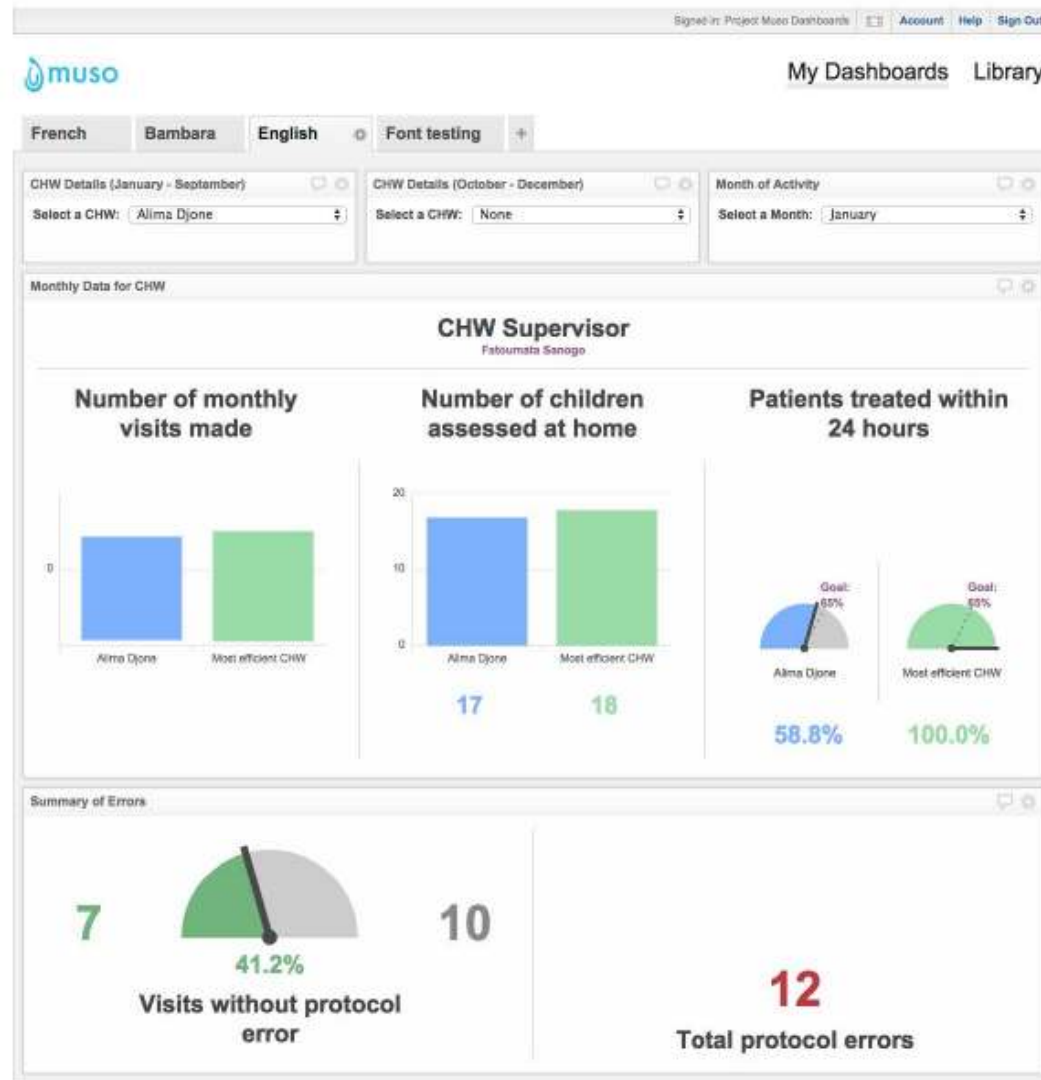 Signed in: Project Muso Dashboards Account Help Sign Out
muso
My Dashboards Library
French Bambara English Font testing +
CHW Details (January - September) CHW Details (October - December) Month of Activity
Select a CHW: Alima Djone Select a CHW: None Select a Month: January
Monthly Data for CHW
CHW Supervisor
Fatoumata Sanogo
Number of monthly
visits made
Number of children
assessed at home
Patients treated within
24 hours
0
Alima Djone Most efficient CHW
20
10
0
Alima Djone Most efficient CHW
17 18
Goal:
65%
Goal:
65%
Alima Djone Most efficient CHW
58.8% 100.0%
Summary of Errors
7 10
41.2%
Visits without protocol
error
12
Total protocol errors